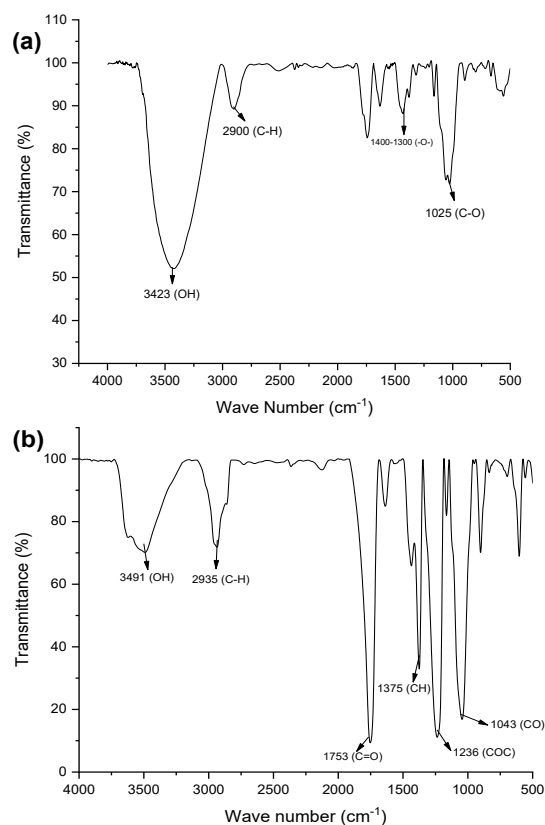 (a)
110
100
90
80
70
60
50
40
30
Transmittance (%)
2900 (C-H)
1400-1300 (-O-)
1025 (C-O)
3423 (OH)
4000 3500 3000 2500 2000 1500 1000 500
Wave Number (cm-1)
(b)
100
80
60
40
20
0
Transmittance (%)
3491 (OH)
2935 (C-H)
1375 (CH)
1043 (CO)
1753 (C=O)
1236 (COC)
4000 3500 3000 2500 2000 1500 1000 500
Wave number (cm-1)